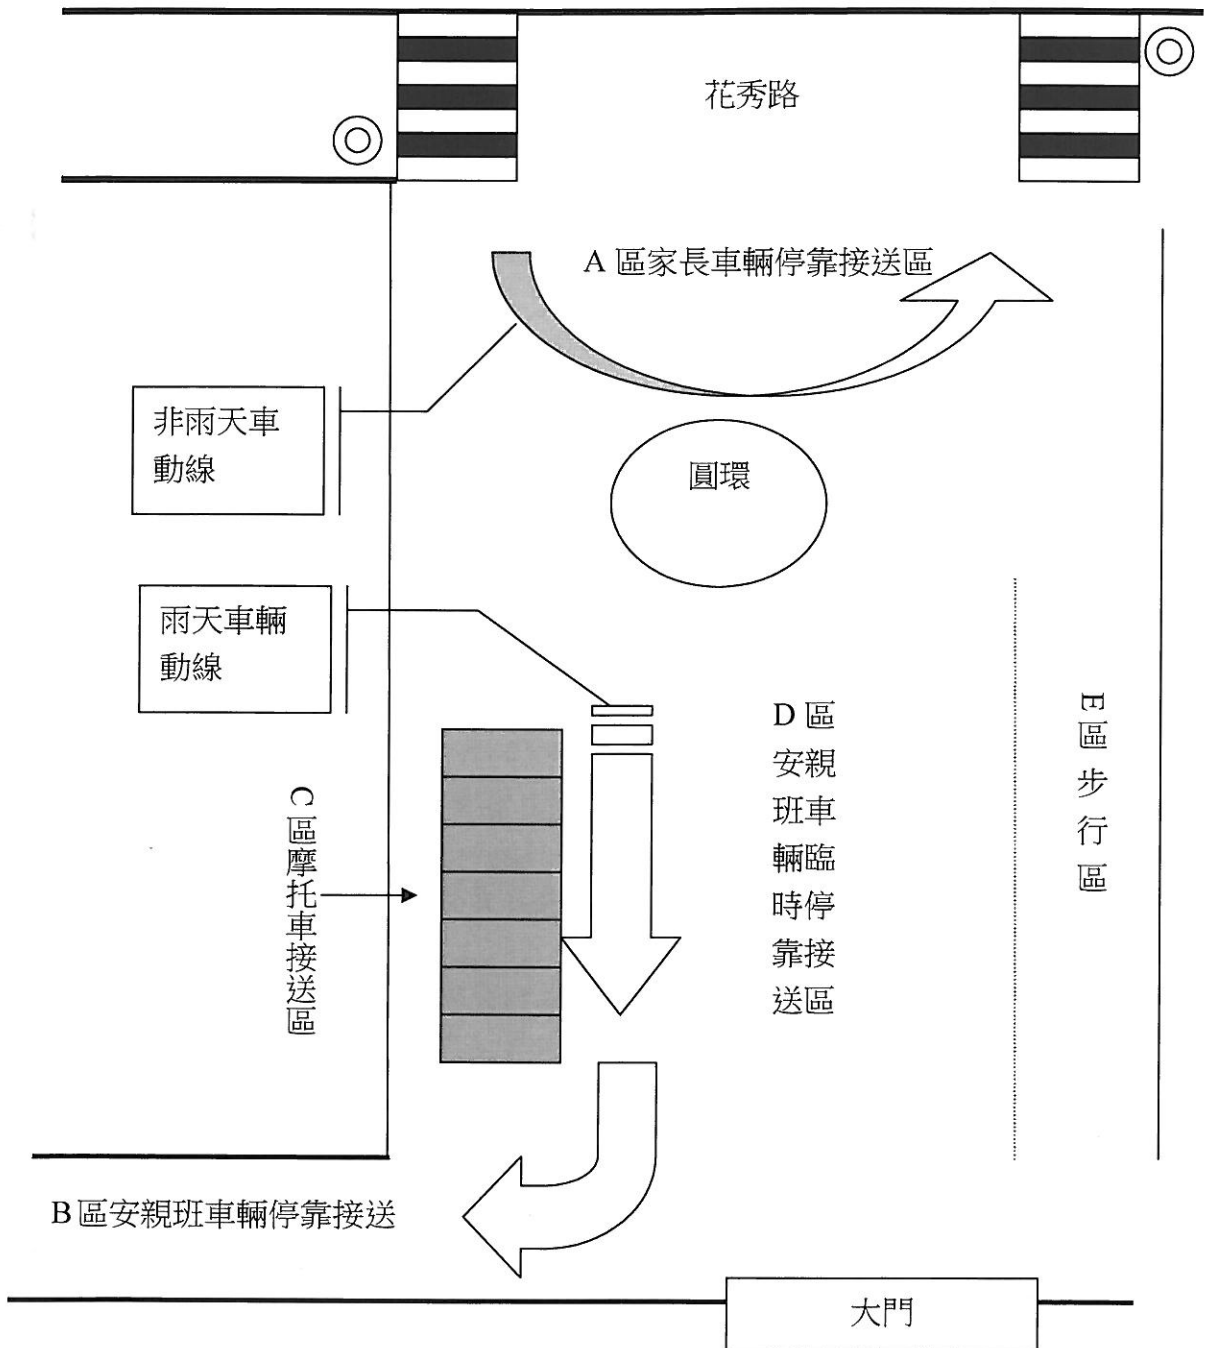 花秀路
A 區家長車輛停靠接送區
非雨天車
動線
圓環
雨天車輛
動線
C區摩托車接送區
D 區
安親
班車
輛臨
時停
靠接
送區
E區步行區
B 區安親班車輛停靠接送
大門